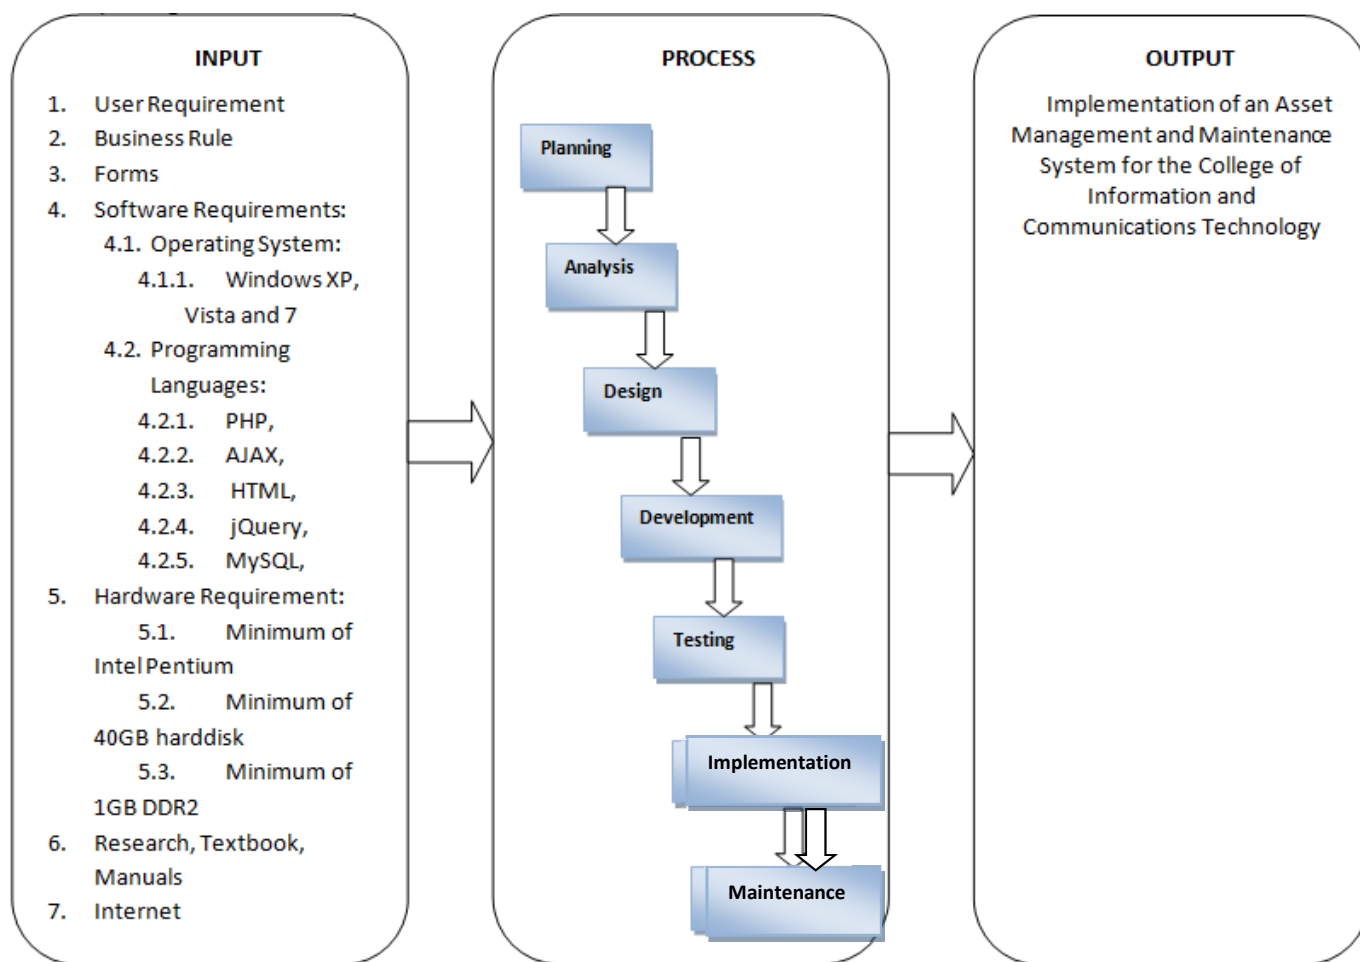 INPUT
1. User Requirement
2. Business Rule
3. Forms
4. Software Requirements:
4.1. Operating System:
4.1.1. Windows XP,
Vista and 7
4.2. Programming
Languages:
4.2.1. PHP,
4.2.2. AJAX,
4.2.3. HTML,
4.2.4. jQuery,
4.2.5. MySQL,
5. Hardware Requirement:
5.1. Minimum of
Intel Pentium
5.2. Minimum of
40GB harddisk
5.3. Minimum of
1GB DDR2
6. Research, Textbook,
Manuals
7. Internet
PROCESS
Planning
Analysis
Design
Development
Testing
Implementation
Maintenance
OUTPUT
Implementation of an Asset
Management and Maintenance
System for the College of
Information and
Communications Technology